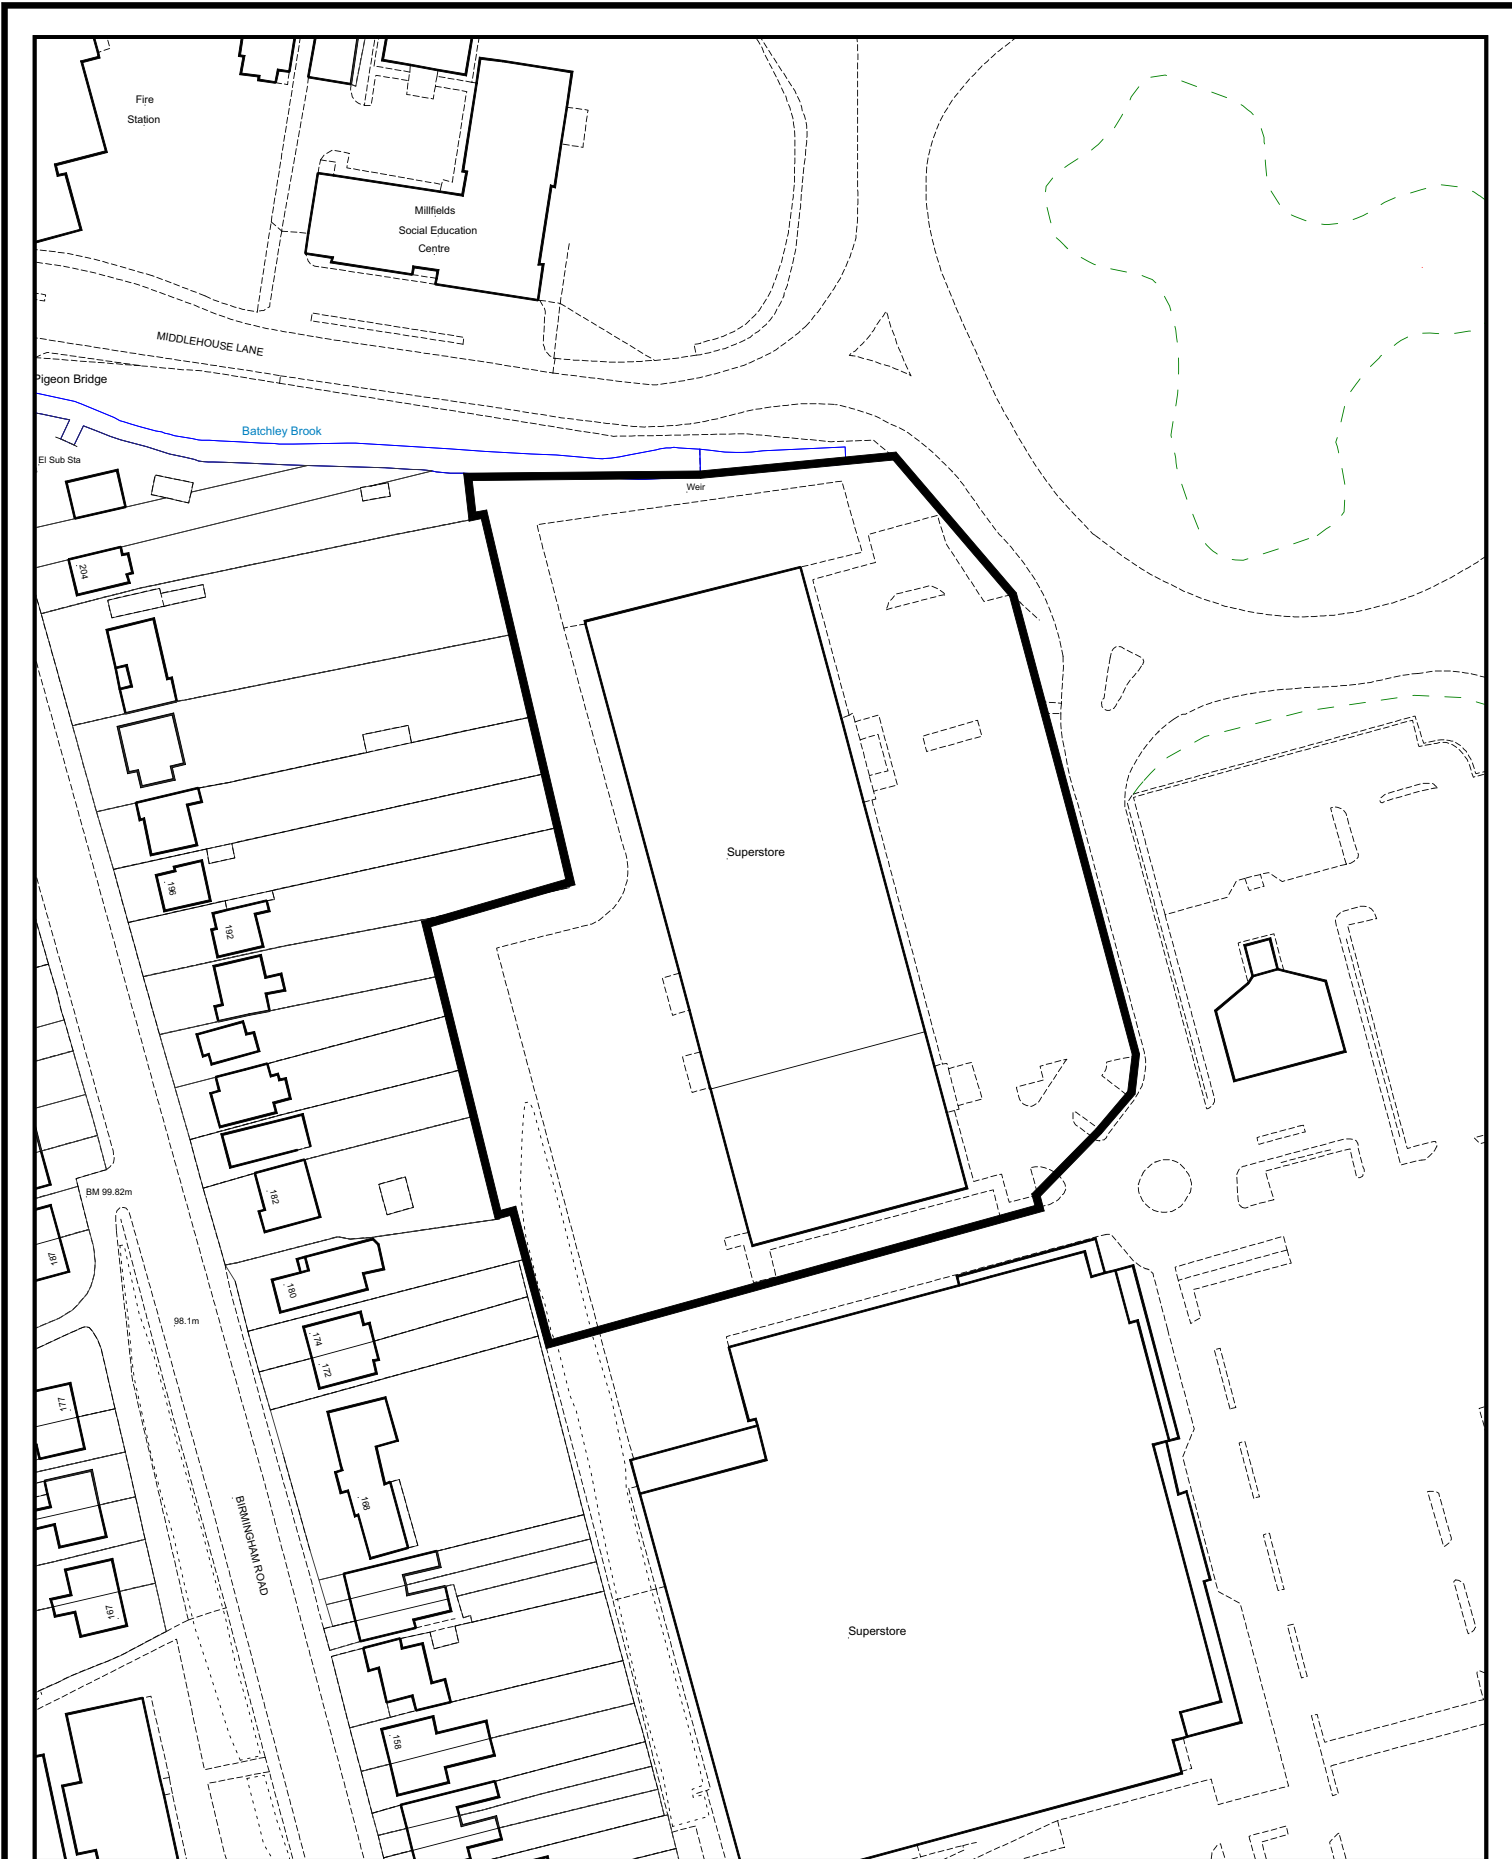 Fire
Station
Millfields
Social Education
Centre
MIDDLEHOUSE LANE
Pigeon Bridge
Batchley Brook
El Sub Sta
Weir
204
Superstore
196
192
BM 99.82m
182
187
180
98.1m
174
172
177
168
BIRMINGHAM ROAD
167
Superstore
158